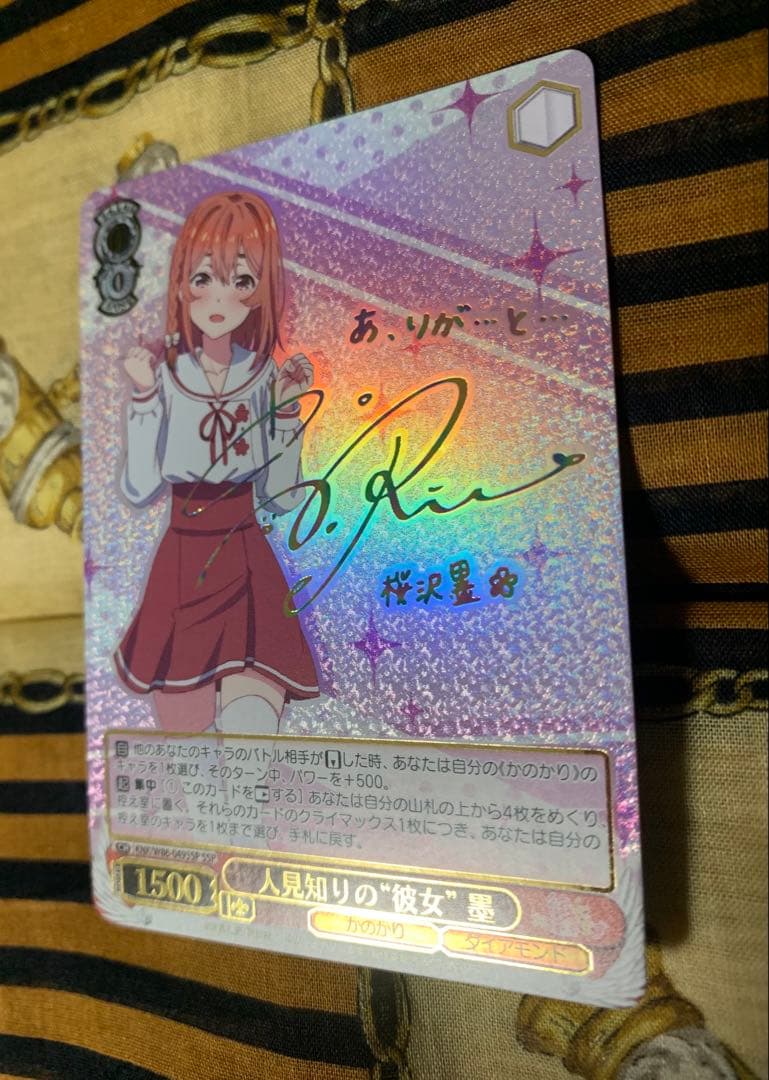 0
0
あ、りがと…
桜沢墨
自 他のあなたのキャラのバトル相手がした時、あなたは自分の《かのかり》の
キャラを1枚選び、そのターン中、パワーを+500。
起 集中 [① このカードをする] あなたは自分の山札の上から4枚をめくり、
控え室に置く。それらのカードのクライマックス1枚につき、あなたは自分の
控え室のキャラを1枚まで選び、手札に戻す。
KNK/W86-049SSP SSP
1500
人見知りの“彼女” 墨
かのかり
ダイアモンド